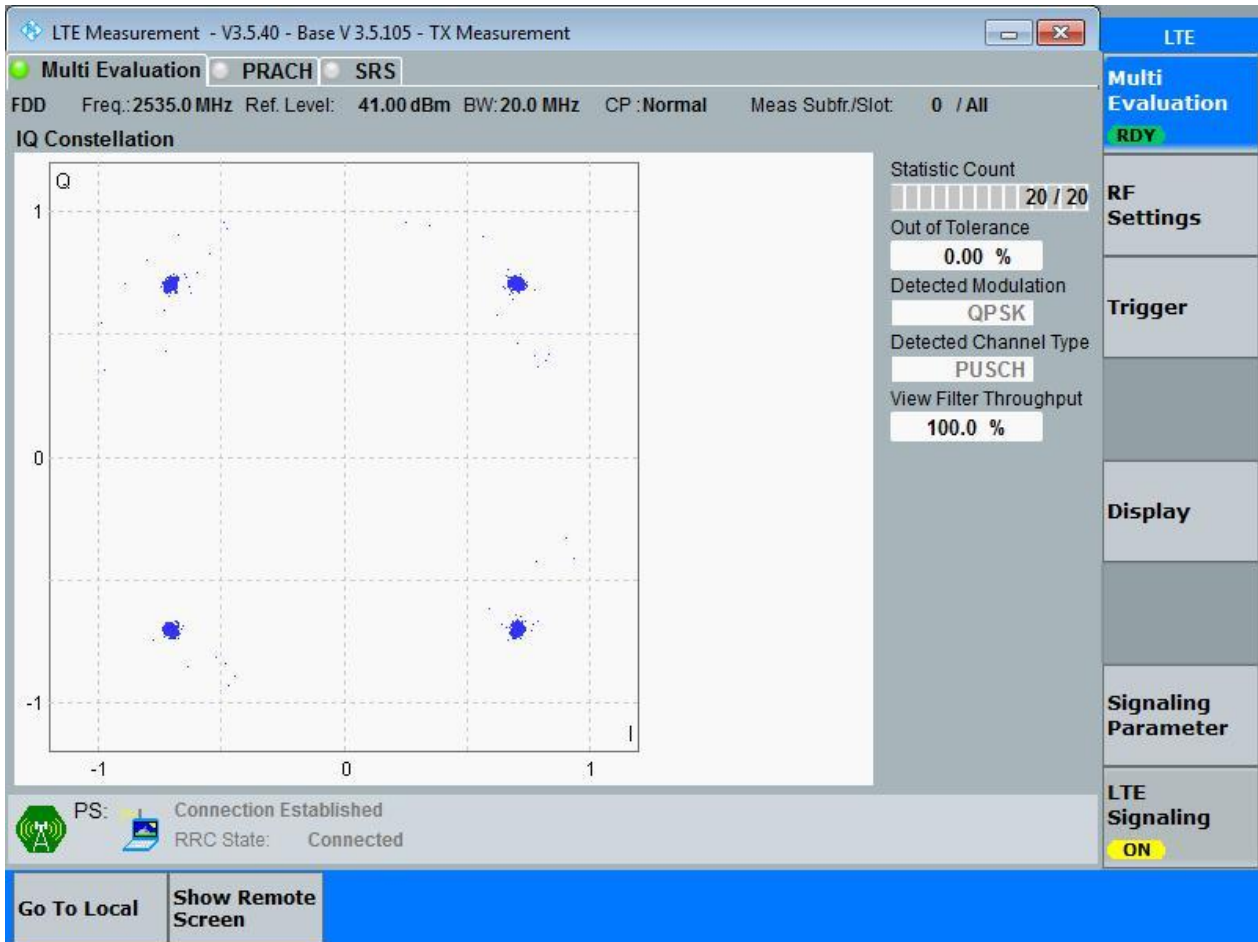 LTE Measurement - V3.5.40 - Base V 3.5.105 - TX Measurement
LTE
Multi Evaluation PRACH SRS
FDD Freq.: 2535.0 MHz Ref. Level: 41.00 dBm BW: 20.0 MHz CP : Normal Meas Subfr./Slot: 0 / All
IQ Constellation
Q
1
0
-1
I
-1 0 1
Statistic Count
20 / 20
Out of Tolerance
0.00 %
Detected Modulation
QPSK
Detected Channel Type
PUSCH
View Filter Throughput
100.0 %
Multi
Evaluation
RDY
RF
Settings
Trigger
Display
Signaling
Parameter
LTE
Signaling
ON
PS: Connection Established
RRC State: Connected
Go To Local
Show Remote
Screen